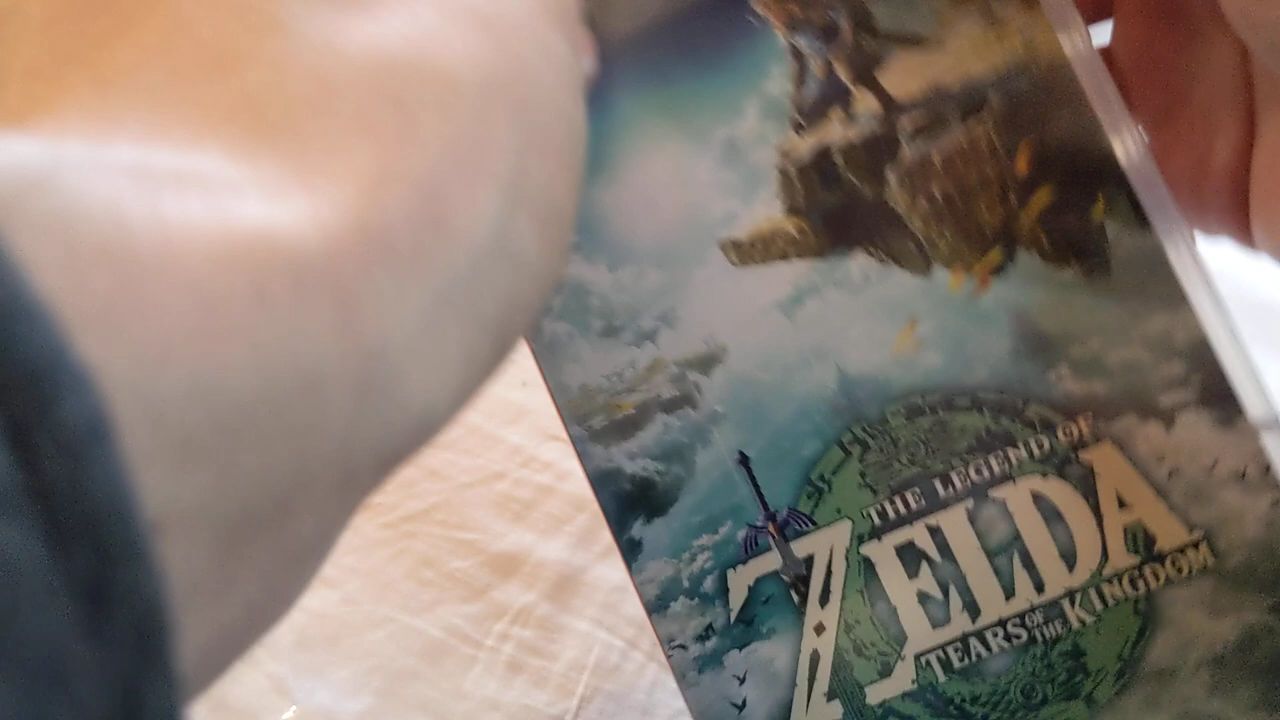 THE LEGEND OF
ZELDA
TEARS OF THE KINGDOM